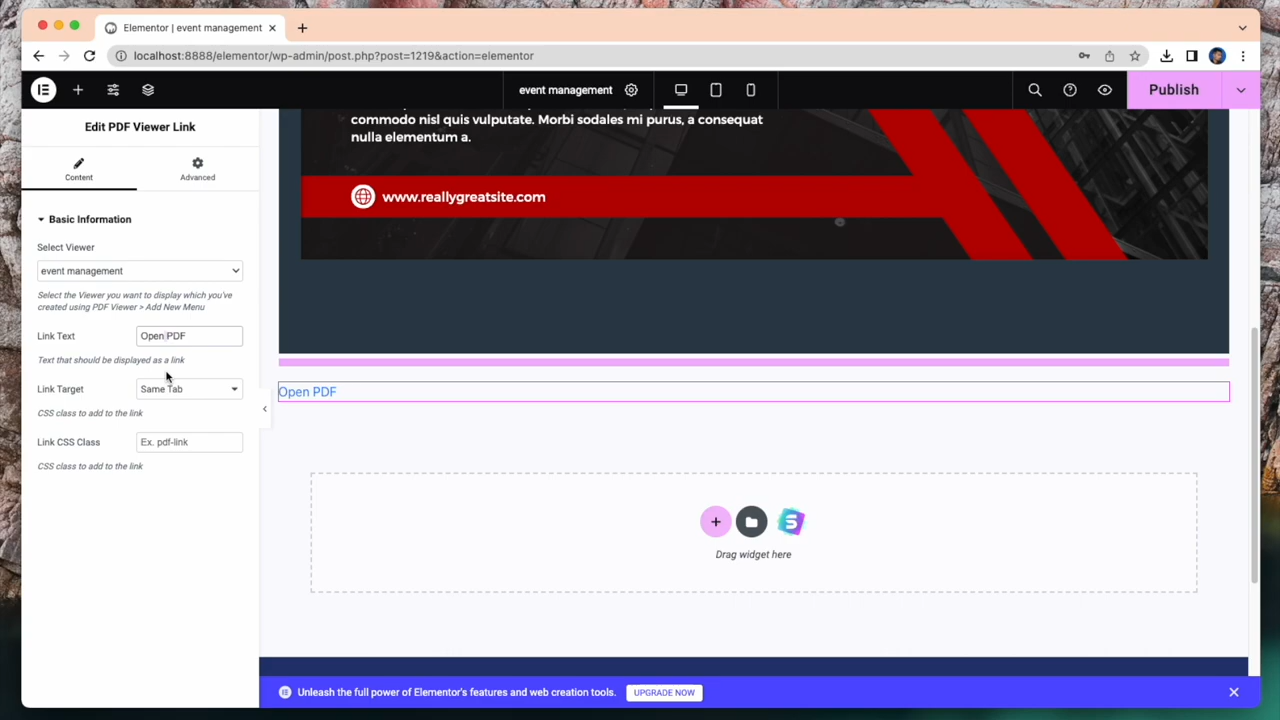 Elementor | event management
localhost:8888/elementor/wp-admin/post.php?post=1219&action=elementor
event management
Publish
Edit PDF Viewer Link
Content
Advanced
Basic Information
Select Viewer
event management
Select the Viewer you want to display which you've
created using PDF Viewer > Add New Menu
Link Text
Open PDF
Text that should be displayed as a link
Link Target
Same Tab
CSS class to add to the link
Link CSS Class
Ex. pdf-link
CSS class to add to the link
commodo nisl quis vulputate. Morbi sodales mi purus, a consequat
nulla elementum a.
www.reallygreatsite.com
Open PDF
Drag widget here
Unleash the full power of Elementor's features and web creation tools.
UPGRADE NOW